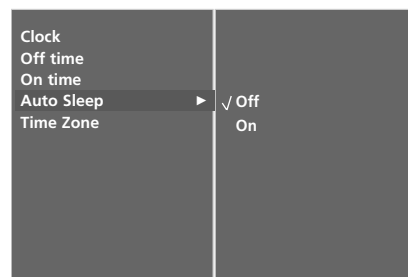 Clock
Off time
On time
Auto Sleep ►
Time Zone
√ Off
On